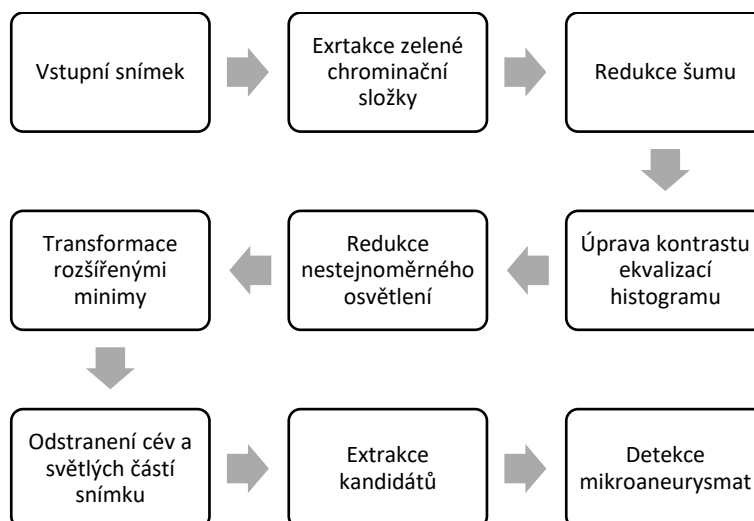 Vstupní snímek
Exrtakce zelené
chrominační
složky
Redukce šumu
Úprava kontrastu
ekvalizací
histogramu
Redukce
nestejnoměrného
osvětlení
Transformace
rozšířenými
minimy
Odstranení cév a
světlých částí
snímku
Extrakce
kandidátů
Detekce
mikroaneurysmat